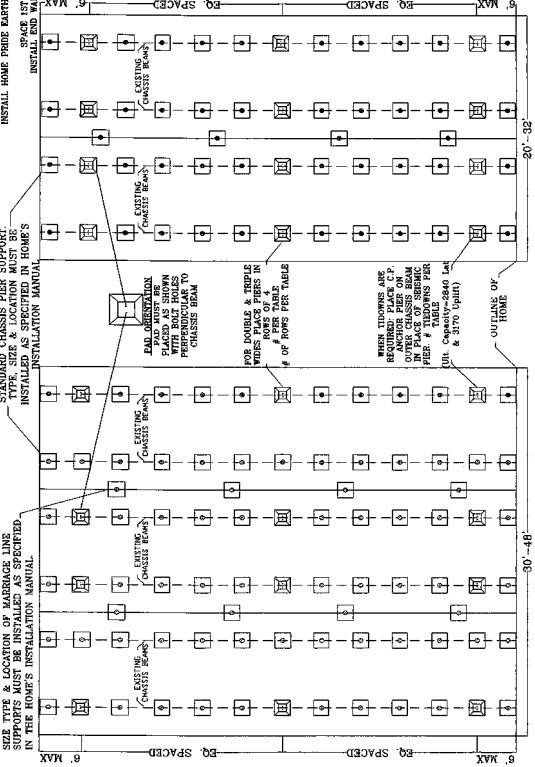 INSTALL HOME PRIDE EARTH
SPACE 1ST
INSTALL END WA
STANDARD CHASSIS PIER SUPPORT.
TYPE, SIZE & LOCATION MUST BE
INSTALLED AS SPECIFIED IN HOME'S
INSTALLATION MANUAL
SIZE TYPE & LOCATION OF MARRIAGE LINE
SUPPORTS MUST BE INSTALLED AS SPECIFIED
IN THE HOME'S INSTALLATION MANUAL
6' MAX
EQ. SPACED
EQ. SPACED
6' MAX
EXISTING
CHASSIS BEAMS
EXISTING
CHASSIS BEAMS
20'-32'
PAD ORIENTATION
PAD MUST BE
PLACED AS SHOWN
WITH BOLT HOLES
PERPENDICULAR TO
CHASSIS BEAM
FOR DOUBLE & TRIPLE
WIDES PLACE PIERS IN
ROWS OF 4
# PER TABLE
# OF ROWS PER TABLE
WHEN TIEDOWNS ARE
REQUIRED: PLACE C.P.
ANCHOR PIER ON
OUTER CHASSIS BEAM
IN PLACE OF SEISMIC
PIER. # TIEDOWNS PER
TABLE
(Ult. Capacity=2840 Lat
& 3170 Uplift)
OUTLINE OF
HOME
EXISTING
CHASSIS BEAMS
EXISTING
CHASSIS BEAMS
EXISTING
CHASSIS BEAMS
30'-48'
6' MAX
EQ. SPACED
EQ. SPACED
6' MAX